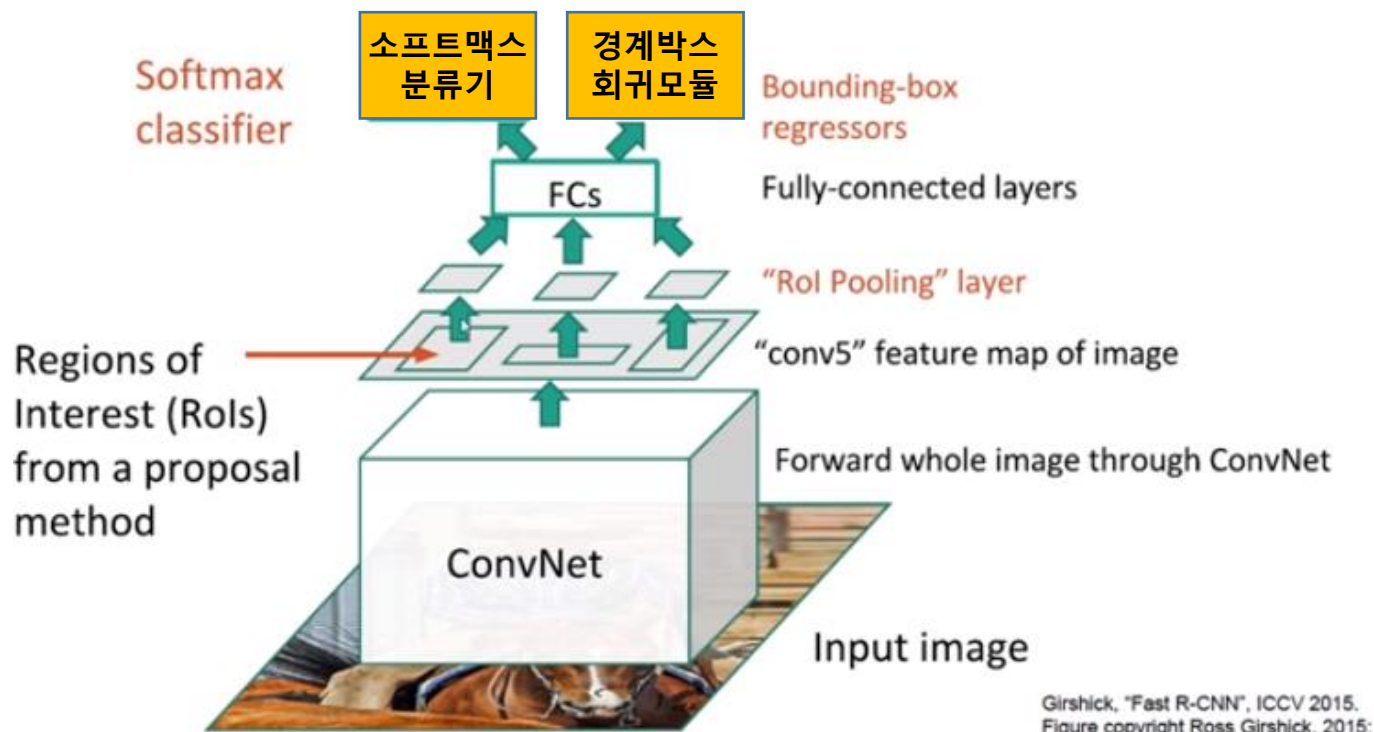 소프트맥스
분류기
경계박스
회귀모듈
Softmax
classifier
Bounding-box
regressors
FCs
Fully-connected layers
“RoI Pooling” layer
Regions of
Interest (RoIs)
from a proposal
method
“conv5” feature map of image
Forward whole image through ConvNet
ConvNet
Input image
Girshick, "Fast R-CNN", ICCV 2015.
Figure copyright Ross Girshick, 2015;